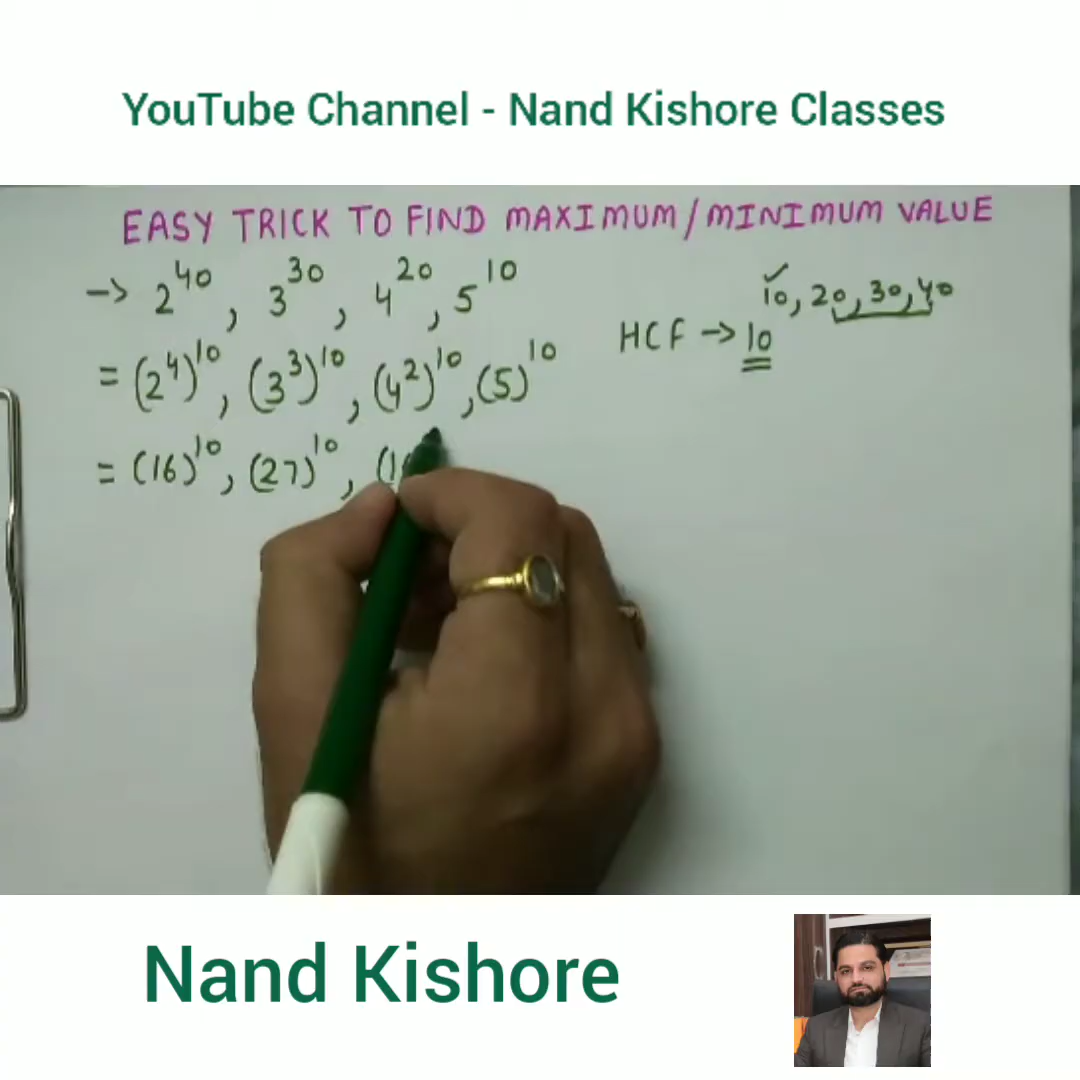 YouTube Channel - Nand Kishore Classes
EASY TRICK TO FIND MAXIMUM/MINIMUM VALUE
-> 2^40, 3^30, 4^20, 5^10
10, 20, 30, 40
HCF -> 10
= (2^4)^10, (3^3)^10, (4^2)^10, (5)^10
= (16)^10, (27)^10, (1
Nand Kishore